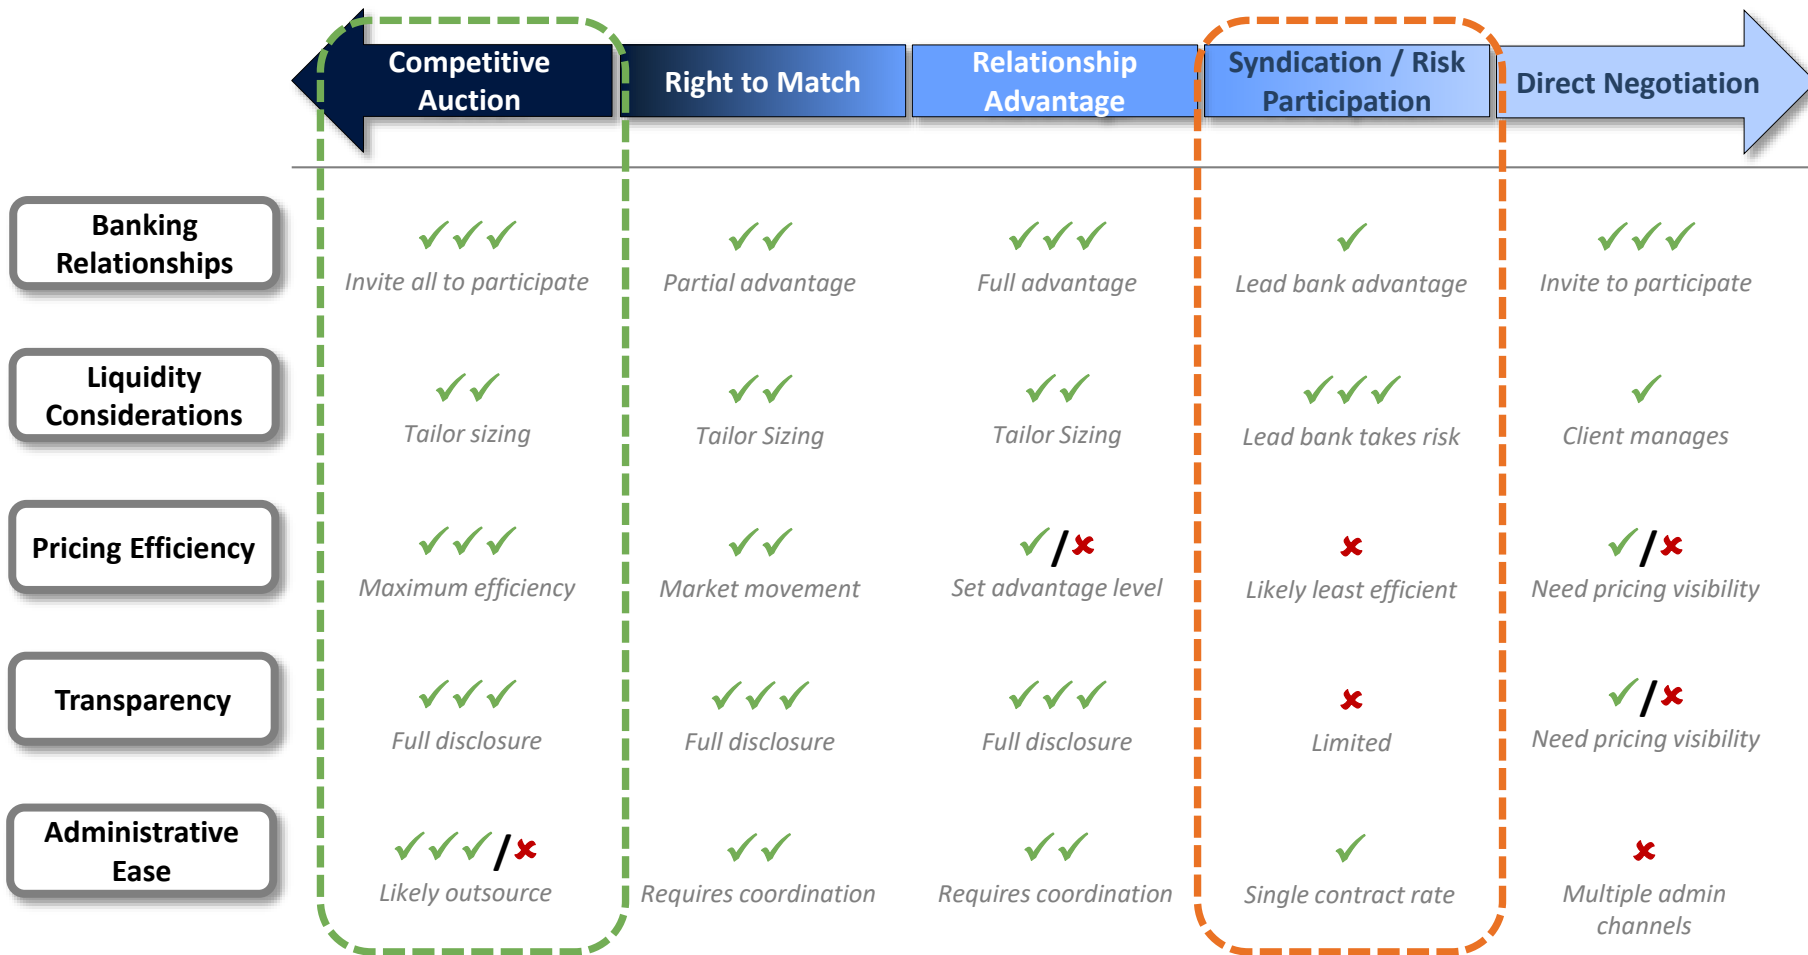 Competitive
Auction
Right to Match
Relationship
Advantage
Syndication / Risk
Participation
Direct Negotiation
Banking
Relationships
✓✓✓
✓✓
✓✓✓
✓
✓✓✓
Invite all to participate
Partial advantage
Full advantage
Lead bank advantage
Invite to participate
Liquidity
Considerations
✓✓
✓✓
✓✓
✓✓✓
✓
Tailor sizing
Tailor Sizing
Tailor Sizing
Lead bank takes risk
Client manages
Pricing Efficiency
✓✓✓
✓✓
✓/✘
✘
✓/✘
Maximum efficiency
Market movement
Set advantage level
Likely least efficient
Need pricing visibility
Transparency
✓✓✓
✓✓✓
✓✓✓
✘
✓/✘
Full disclosure
Full disclosure
Full disclosure
Limited
Need pricing visibility
Administrative
Ease
✓✓✓/✘
✓✓
✓✓
✓
✘
Likely outsource
Requires coordination
Requires coordination
Single contract rate
Multiple admin
channels